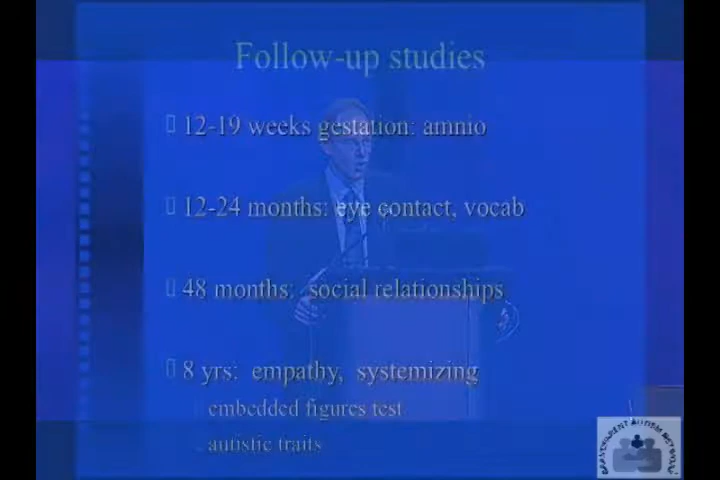 Follow-up studies
12-19 weeks gestation: amnio
12-24 months: eye contact, vocab
48 months: social relationships
8 yrs: empathy, systemizing
embedded figures test
autistic traits